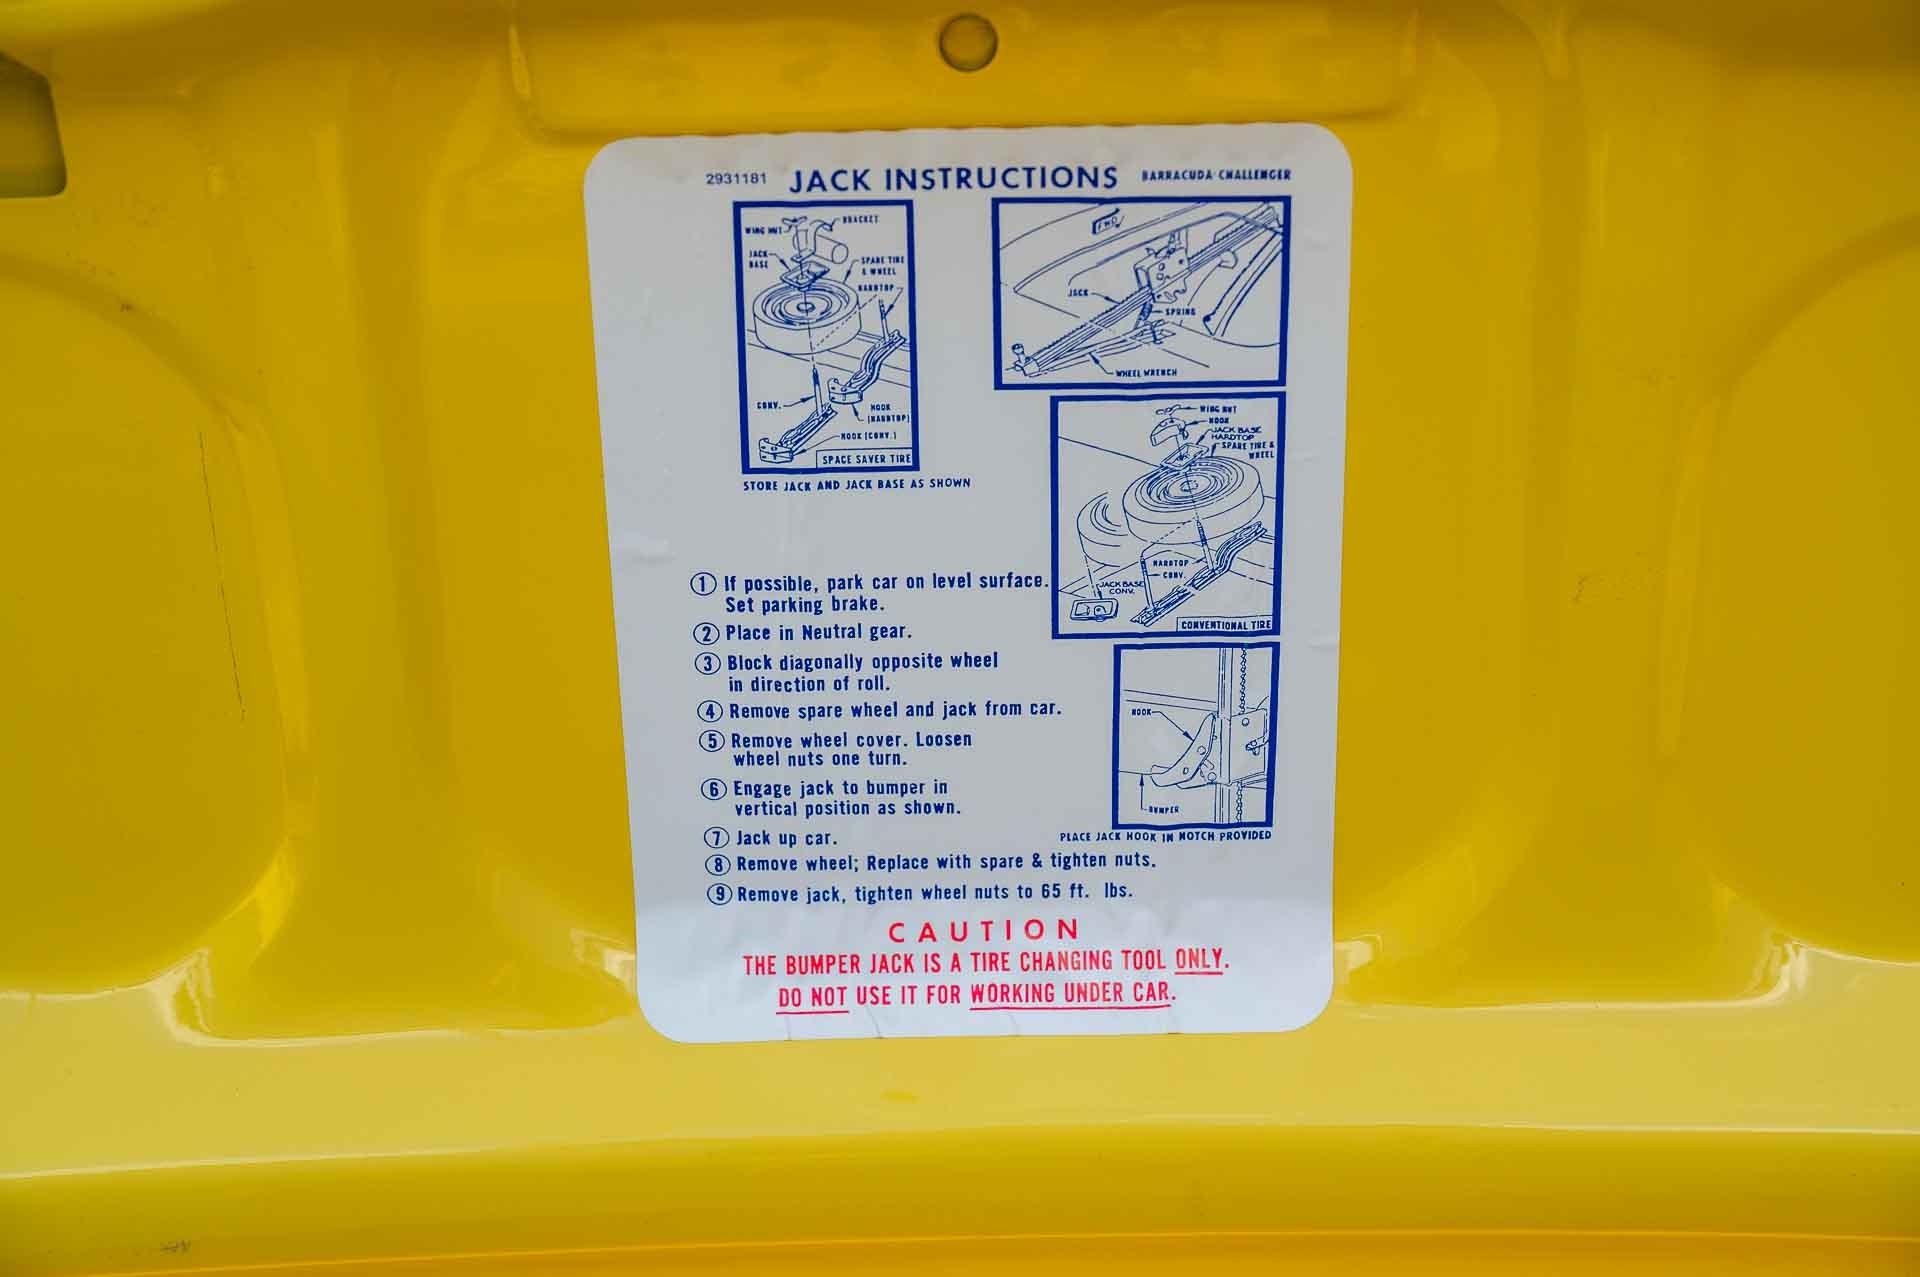 2931181 JACK INSTRUCTIONS BARRACUDA·CHALLENGER
WING NUT
BRACKET
JACK
BASE
SPARE TIRE
& WHEEL
HARDTOP
CONV.
HOOK
(HARDTOP)
HOOK (CONV.)
SPACE SAVER TIRE
STORE JACK AND JACK BASE AS SHOWN
FWD
JACK
SPRING
WHEEL WRENCH
WING NUT
HOOK
JACK BASE
HARDTOP
SPARE TIRE &
WHEEL
HARDTOP
CONV.
JACK BASE
CONV.
CONVENTIONAL TIRE
① If possible, park car on level surface.
Set parking brake.
② Place in Neutral gear.
③ Block diagonally opposite wheel
in direction of roll.
④ Remove spare wheel and jack from car.
⑤ Remove wheel cover. Loosen
wheel nuts one turn.
⑥ Engage jack to bumper in
vertical position as shown.
HOOK
BUMPER
PLACE JACK HOOK IN NOTCH PROVIDED
⑦ Jack up car.
⑧ Remove wheel; Replace with spare & tighten nuts.
⑨ Remove jack, tighten wheel nuts to 65 ft. lbs.
CAUTION
THE BUMPER JACK IS A TIRE CHANGING TOOL ONLY.
DO NOT USE IT FOR WORKING UNDER CAR.